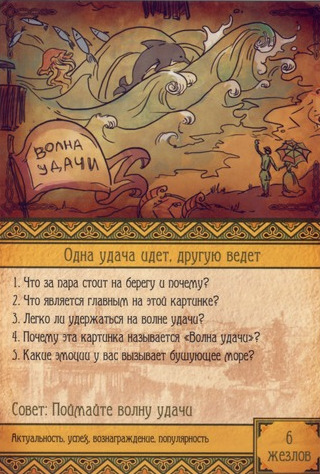 ВОЛНА
УДАЧИ
Одна удача идет, другую ведет
1. Что за пара стоит на берегу и почему?
2. Что является главным на этой картинке?
3. Легко ли удержаться на волне удачи?
4. Почему эта картинка называется «Волна удачи»?
5. Какие эмоции у вас вызывает бушующее море?
Совет: Поймайте волну удачи
Актуальность, успех, вознаграждение, популярность
6
жезлов